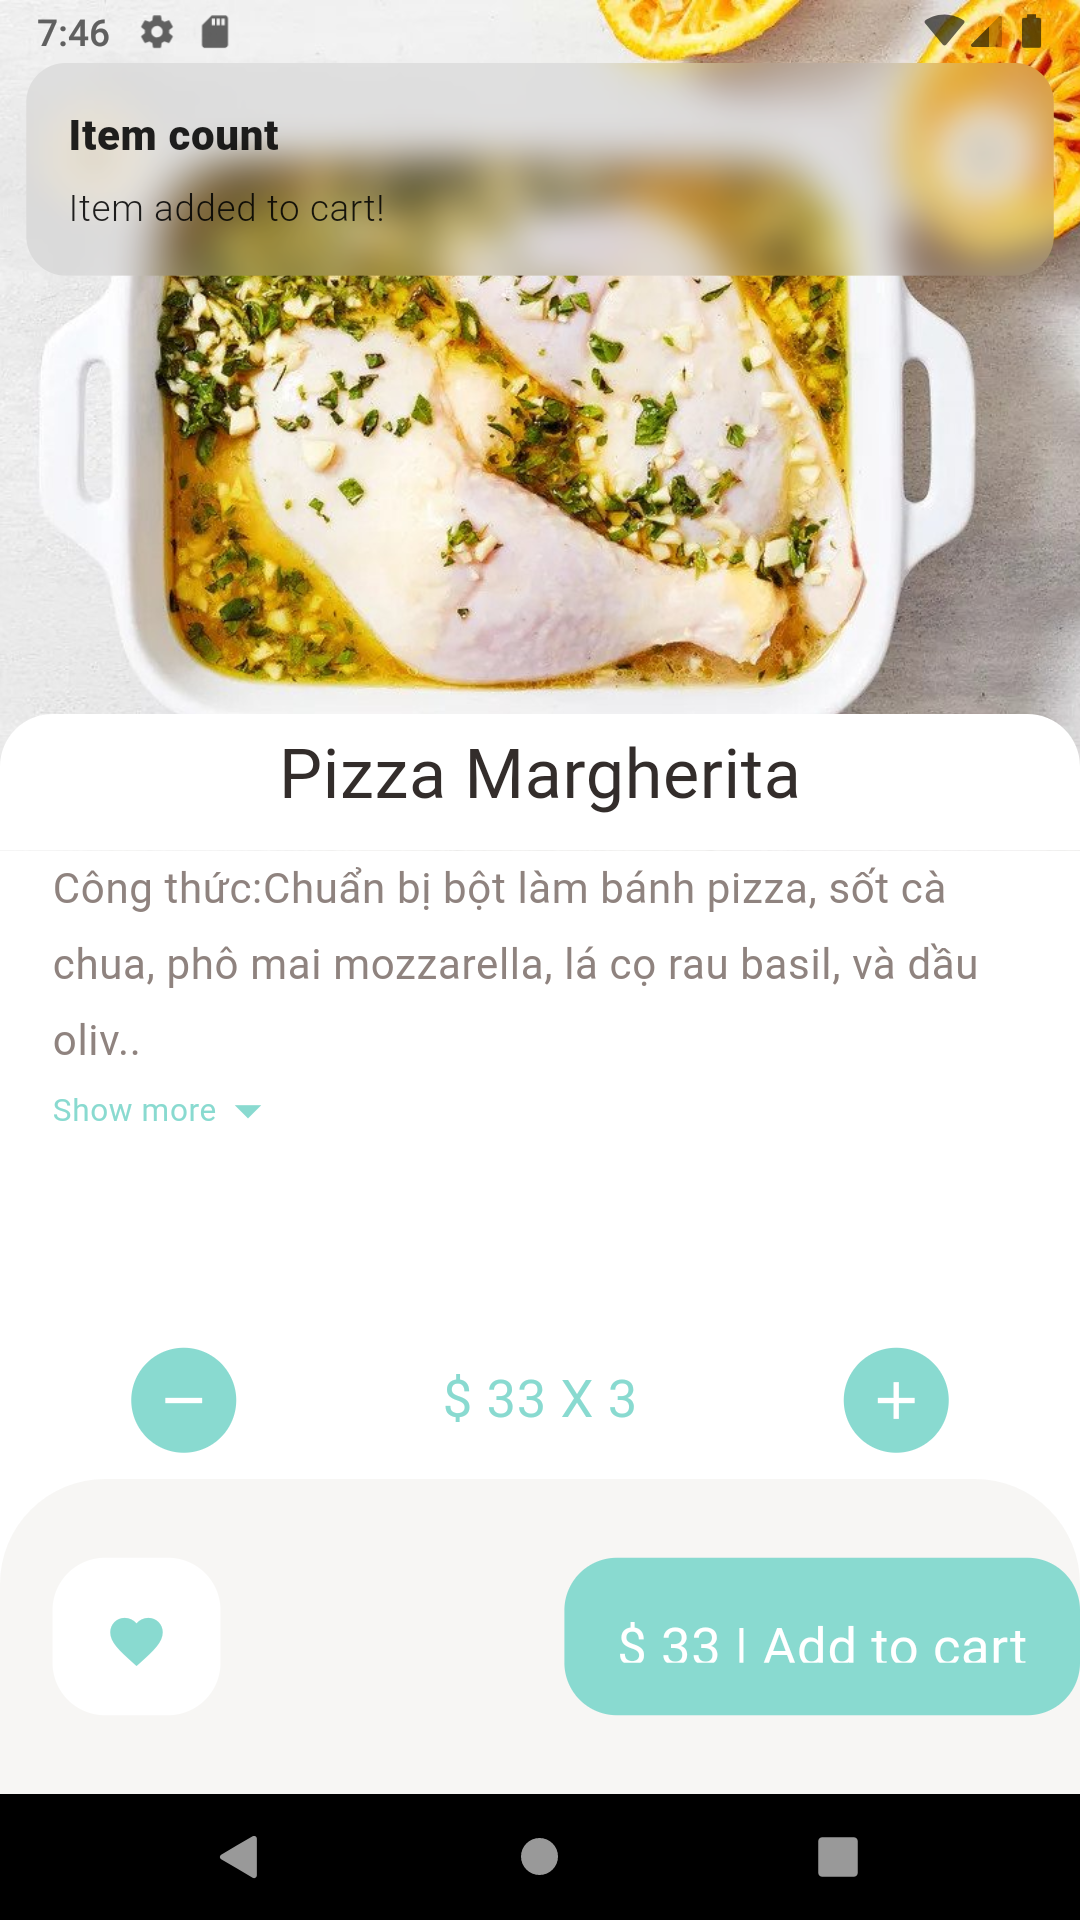 7:46
Item count
Item added to cart!
Pizza Margherita
Công thức:Chuẩn bị bột làm bánh pizza, sốt cà
chua, phô mai mozzarella, lá cọ rau basil, và dầu
oliv..
Show more
$ 33 X 3
$ 33 | Add to cart